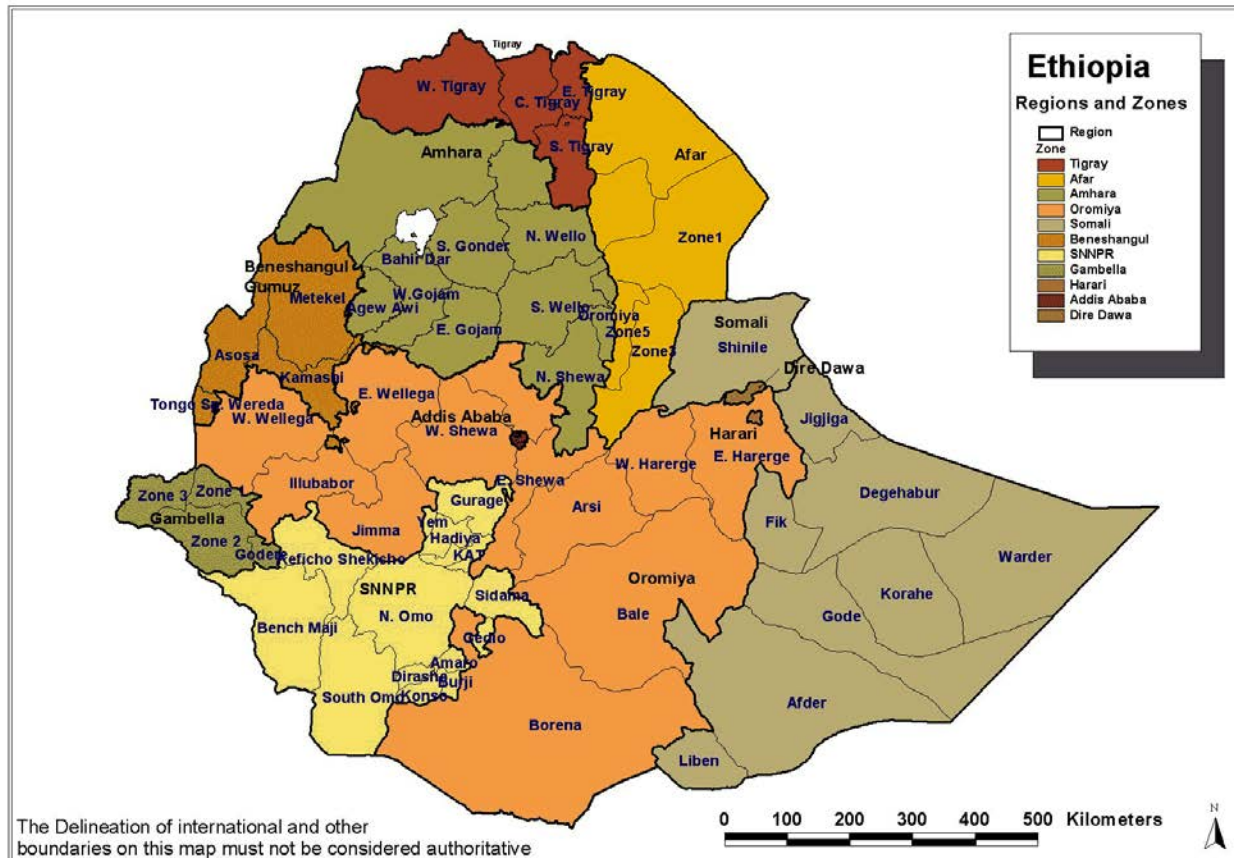 Ethiopia
Regions and Zones
Region
Zone
Tigray
Afar
Amhara
Oromiya
Somali
Beneshangul
SNNPR
Gambella
Harari
Addis Ababa
Dire Dawa
Tigray
W. Tigray
C. Tigray
E. Tigray
S. Tigray
Amhara
Afar
Zone1
N. Wello
S. Gonder
Bahir Dar
Beneshangul
Gumuz
Metekel
W.Gojam
Agew Awi
E. Gojam
S. Wello
Oromiya
Zone5
Zone3
Somali
Shinile
Dire Dawa
Asosa
Kamashi
N. Shewa
E. Wellega
Tongo Sp. Wereda
W. Wellega
Addis Ababa
W. Shewa
Jigjiga
Harari
E. Harerge
W. Harerge
E. Shewa
Illubabor
Zone 3
Zone
Gambella
Zone 2
Gurage
Arsi
Degehabur
Fik
Jimma
Yem
Hadiya
KAT
Keficho Shekicho
Warder
SNNPR
Sidama
Oromiya
Korahe
N. Omo
Bale
Gode
Bench Maji
Gedio
Amaro
Dirashe
Burji
Konso
South Omo
Afder
Borena
Liben
0 100 200 300 400 500 Kilometers
N
The Delineation of international and other
boundaries on this map must not be considered authoritative